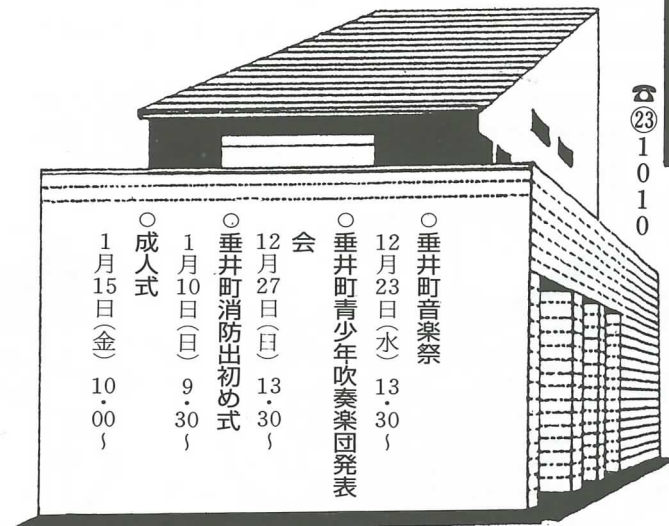 ☎㉓1010
○垂井町音楽祭
12月23日(水) 13・30～
○垂井町青少年吹奏楽団発表
会
12月27日(日) 13・30～
○垂井町消防出初め式
1月10日(日) 9・30～
○成人式
1月15日(金) 10・00～